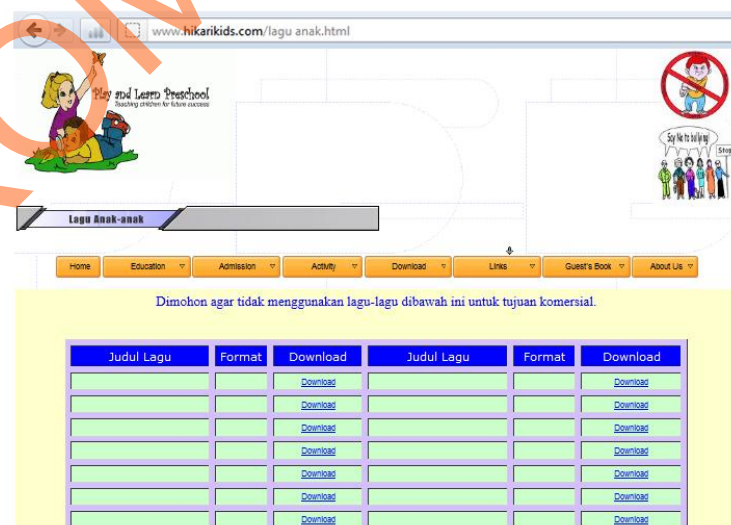 www.hikarikids.com/lagu anak.html
Play and Learn Preschool
Teaching children for future success
Say No to bullying
Stop
Lagu Anak-anak
Home Education Admission Activity Download Links Guest's Book About Us
Dimohon agar tidak menggunakan lagu-lagu dibawah ini untuk tujuan komersial.
Judul Lagu Format Download Judul Lagu Format Download
Download Download
Download Download
Download Download
Download Download
Download Download
Download Download
Download Download